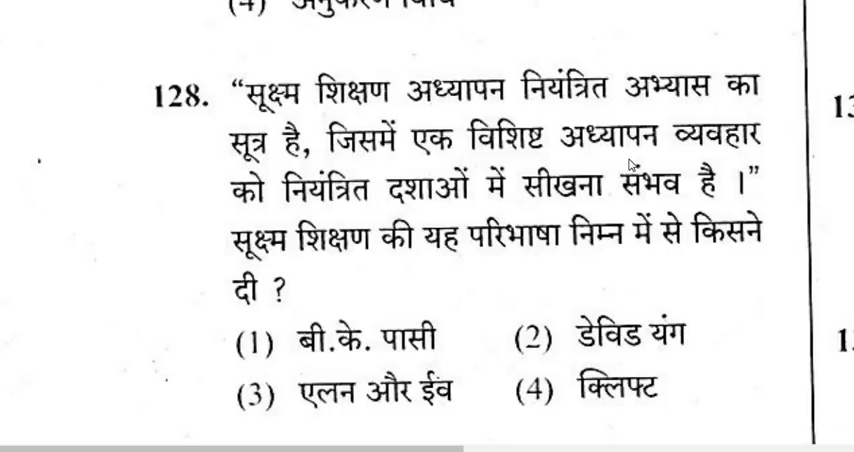 128. “सूक्ष्म शिक्षण अध्यापन नियंत्रित अभ्यास का
सूत्र है, जिसमें एक विशिष्ट अध्यापन व्यवहार
को नियंत्रित दशाओं में सीखना संभव है ।”
सूक्ष्म शिक्षण की यह परिभाषा निम्न में से किसने
दी ?
(1) बी.के. पासी (2) डेविड यंग
(3) एलन और ईव (4) क्लिफ्ट